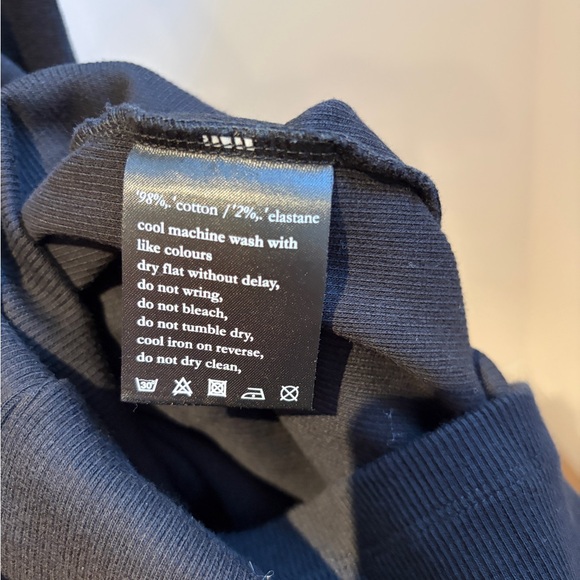 '98%,.'cotton /'2%,.'elastane
cool machine wash with
like colours
dry flat without delay,
do not wring,
do not bleach,
do not tumble dry,
cool iron on reverse,
do not dry clean,
30°